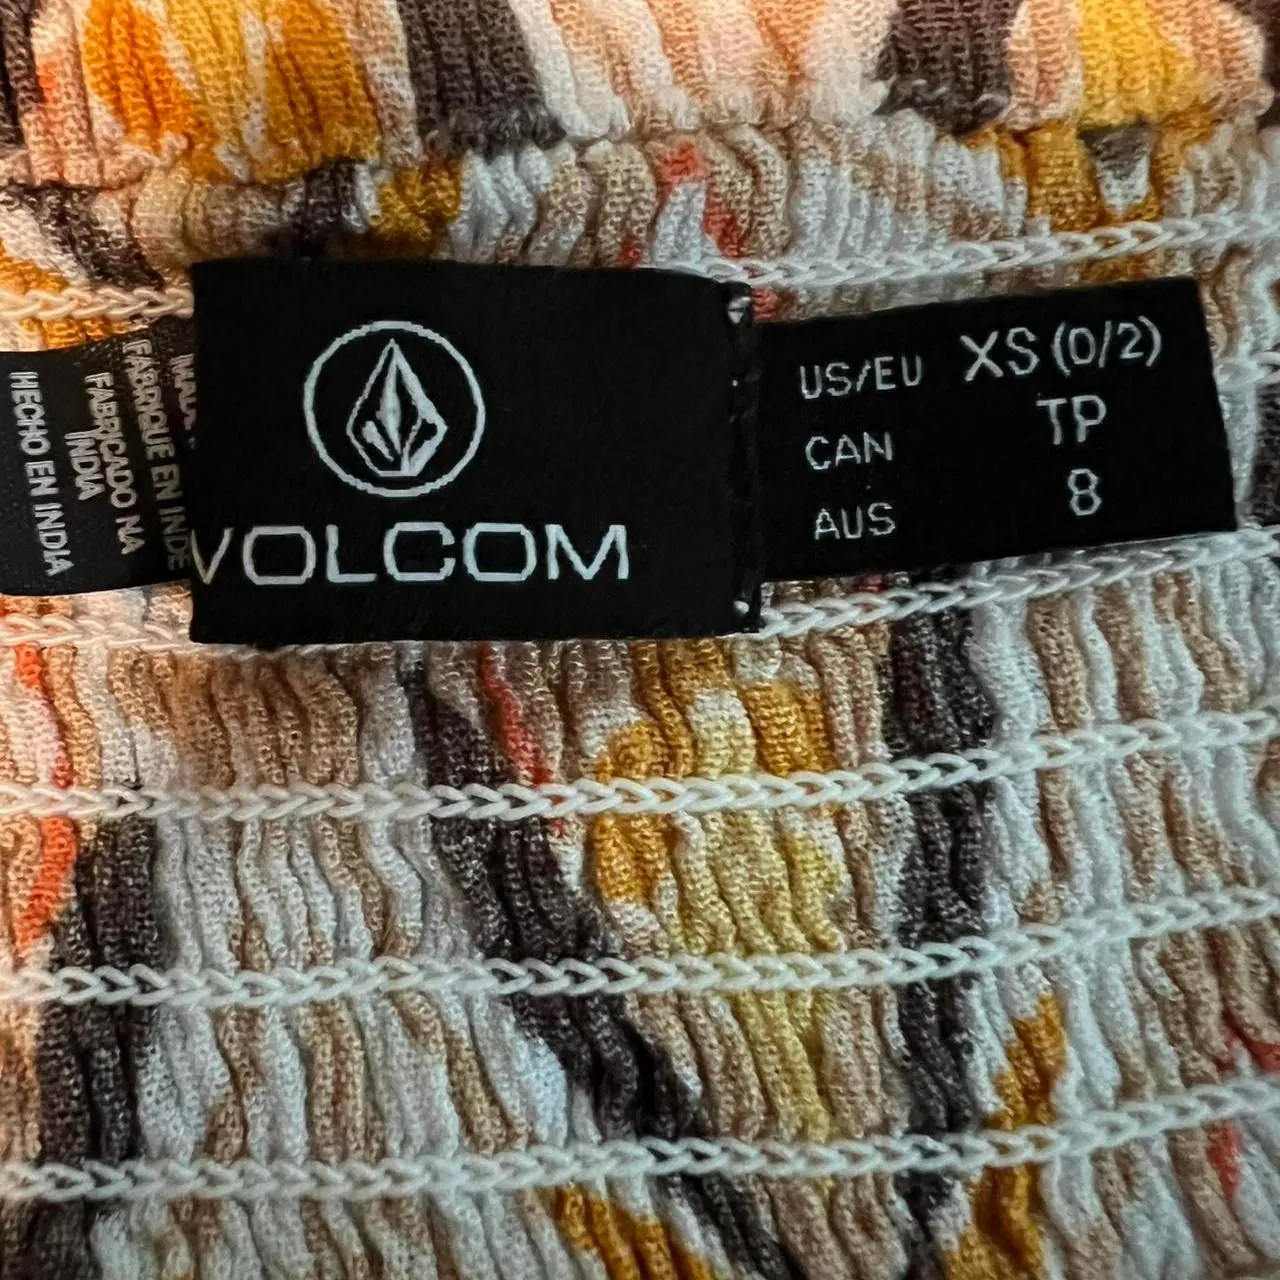 VOLCOM
US/EU XS (0/2)
CAN TP
AUS 8
FABRIQUE EN INDE
FABRICADO NA
INDIA
HECHO EN INDIA